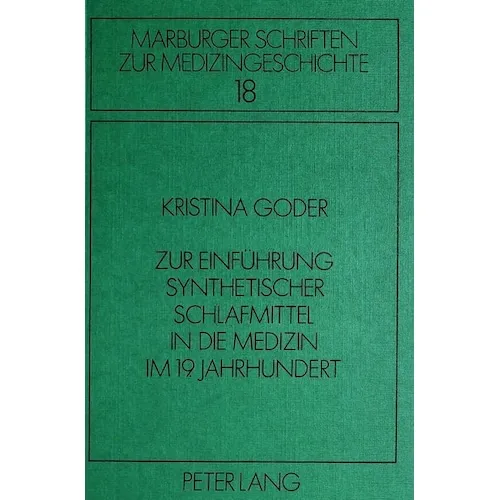 MARBURGER SCHRIFTEN
ZUR MEDIZINGESCHICHTE
18
KRISTINA GODER
ZUR EINFÜHRUNG
SYNTHETISCHER
SCHLAFMITTEL
IN DIE MEDIZIN
IM 19. JAHRHUNDERT
PETER LANG